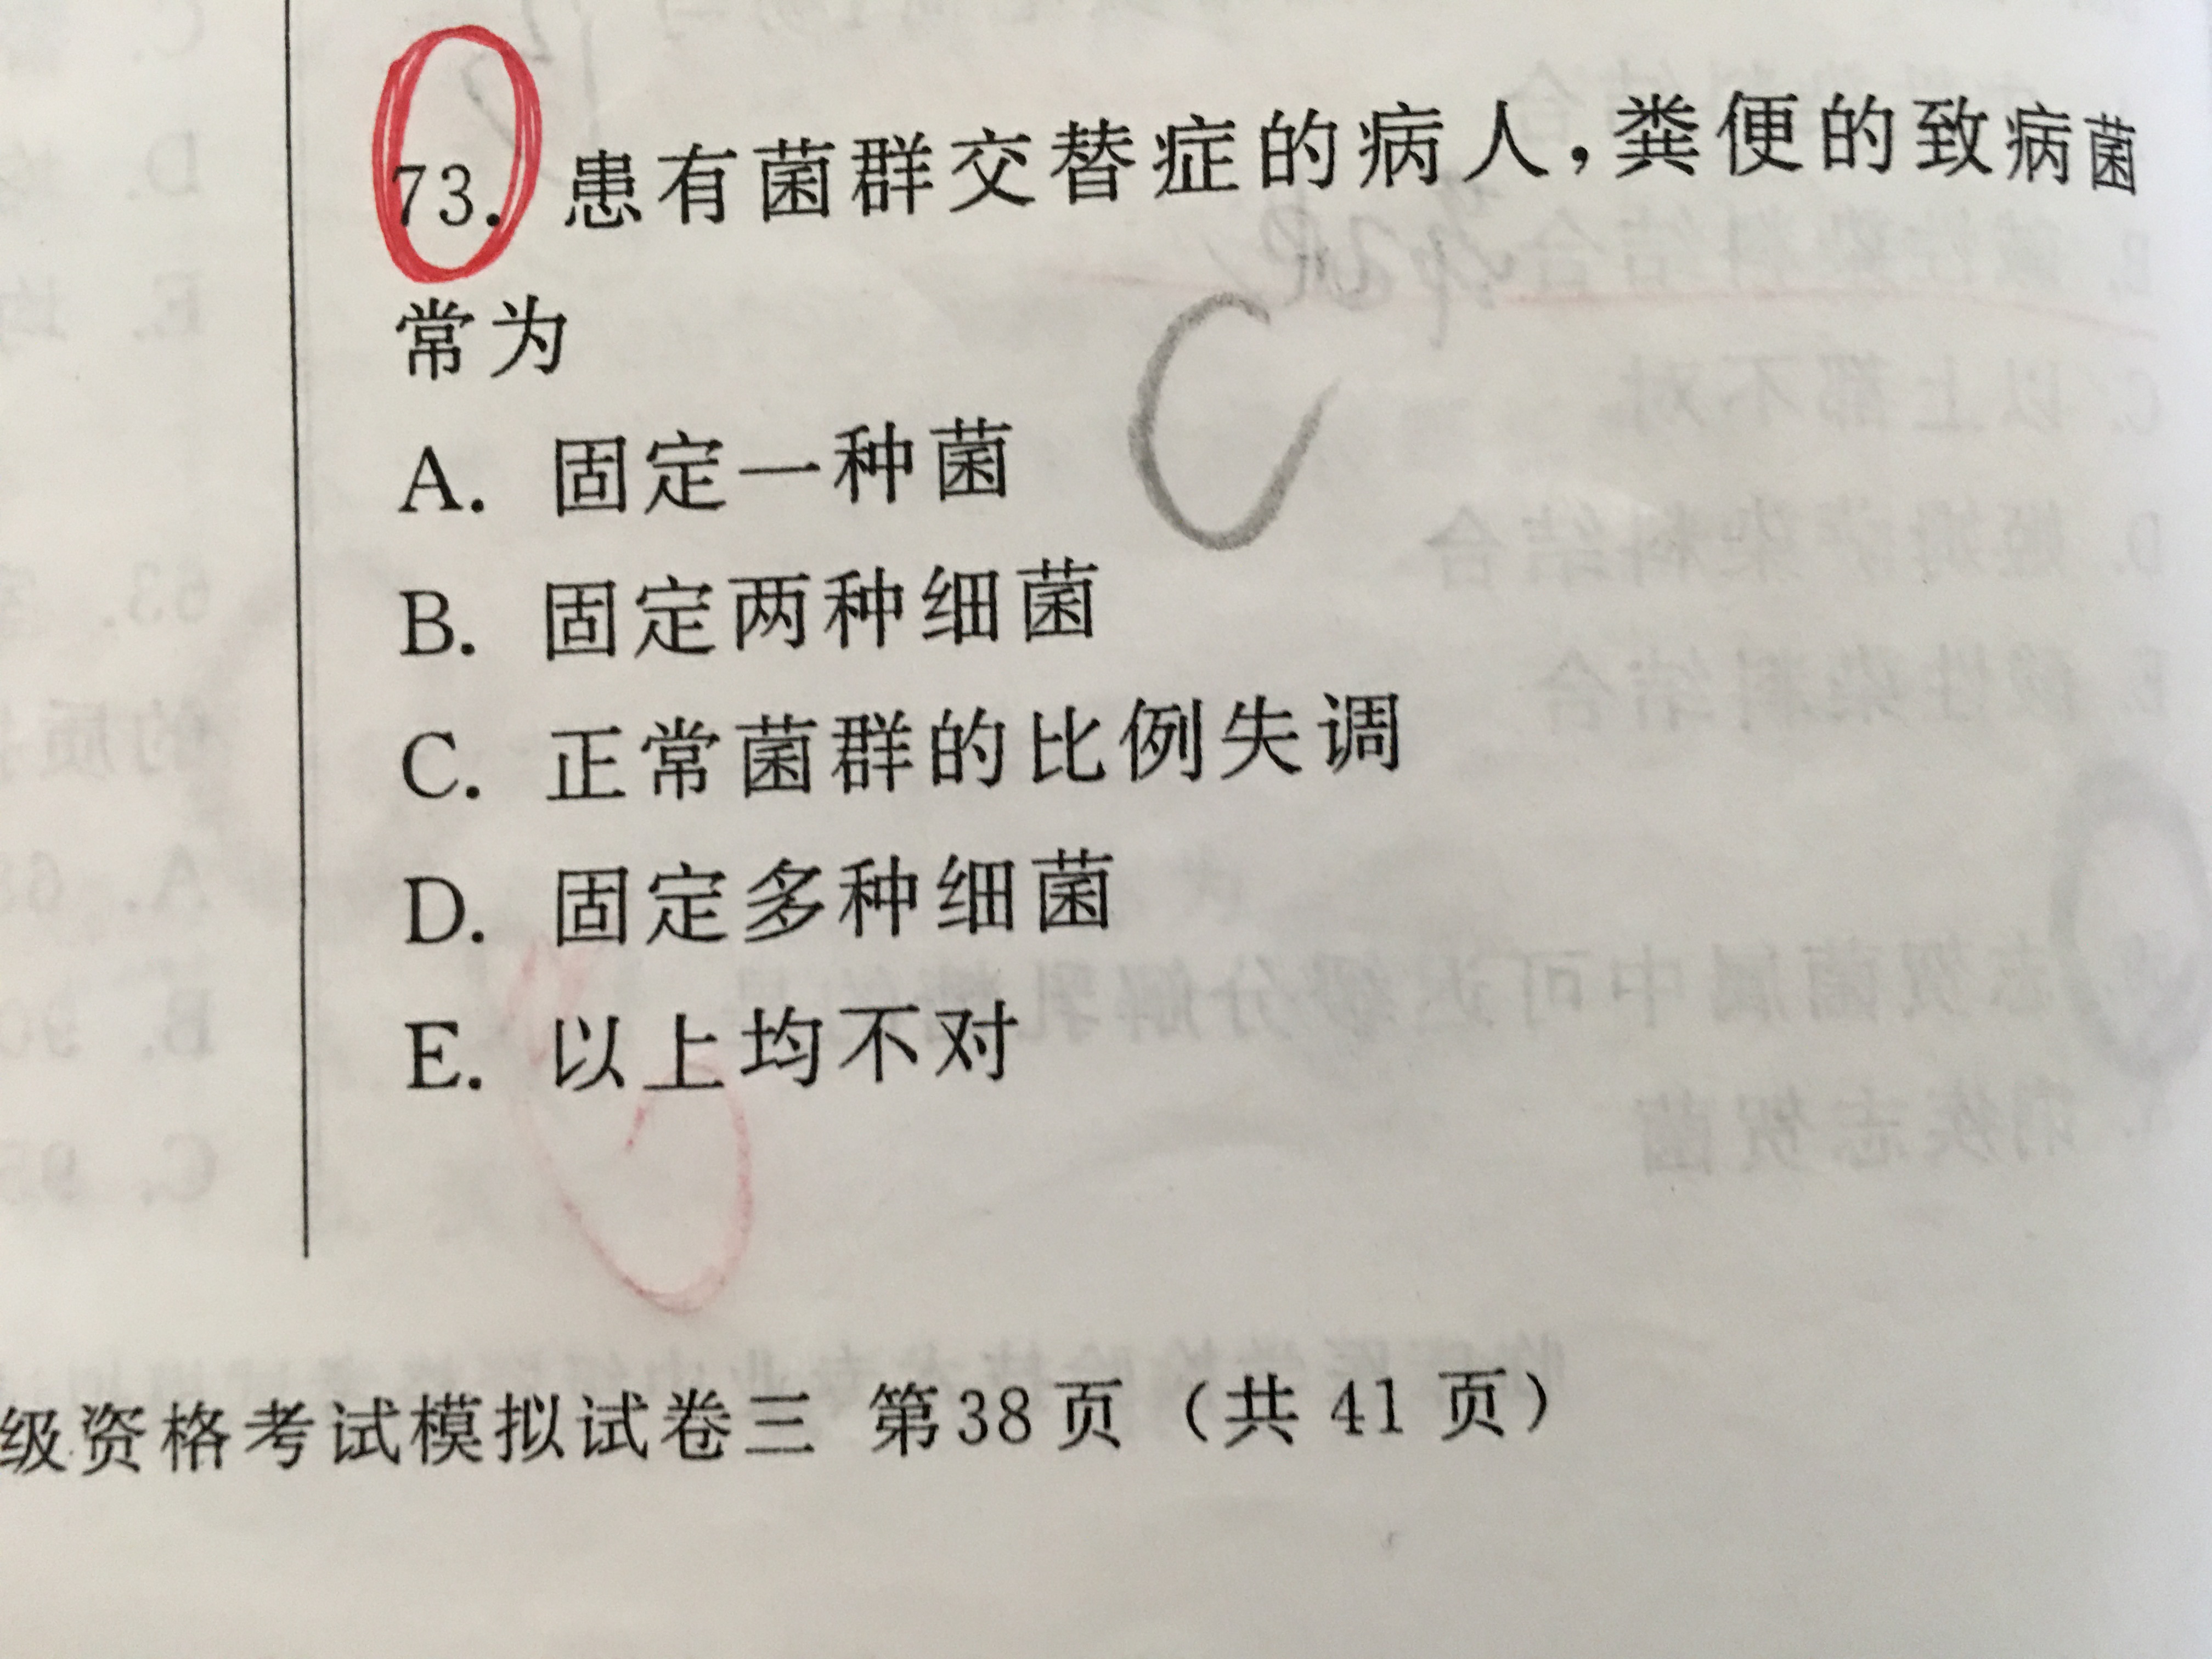 73. 患有菌群交替症的病人,粪便的致病菌
常为
A. 固定一种菌
B. 固定两种细菌
C. 正常菌群的比例失调
D. 固定多种细菌
E. 以上均不对
C
级资格考试模拟试卷三 第38页(共 41 页)